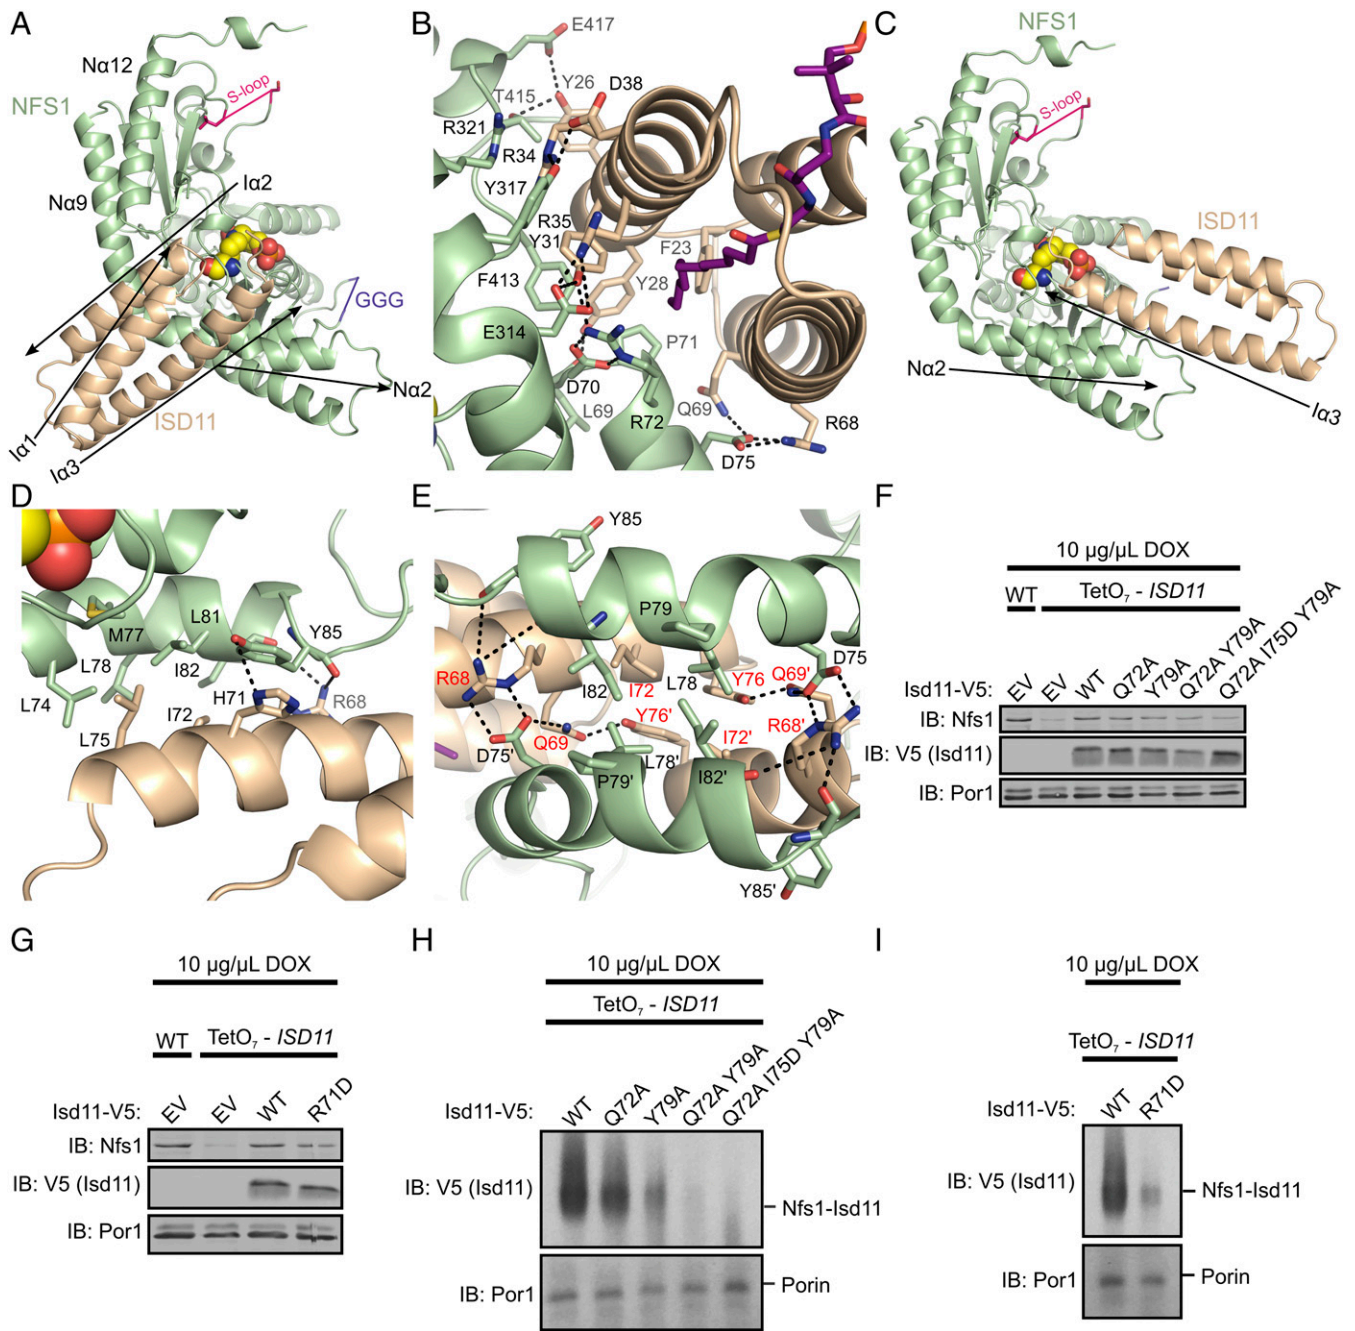 A
Nα12
NFS1
S-loop
Nα9
Iα2
GGG
Nα2
ISD11
Iα1
Iα3
B
E417
Y26
D38
T415
R321
R34
Y317
R35
Y31
F23
F413
Y28
E314
P71
D70
L69
Q69
R72
R68
D75
C
NFS1
S-loop
ISD11
Nα2
Iα3
D
L81
M77
Y85
L78
I82
L74
H71
R68
I72
L75
E
Y85
P79
D75
R68
I82
I72
L78
Y76
Q69'
Y76'
R68'
Q69
I72'
D75'
L78'
P79'
I82'
Y85'
F
10 µg/µL DOX
WT TetO7 - ISD11
Isd11-V5: EV EV WT Q72A Y79A Q72A Y79A Q72A I75D Y79A
IB: Nfs1
IB: V5 (Isd11)
IB: Por1
G
10 µg/µL DOX
WT TetO7 - ISD11
Isd11-V5: EV EV WT R71D
IB: Nfs1
IB: V5 (Isd11)
IB: Por1
H
10 µg/µL DOX
TetO7 - ISD11
Isd11-V5: WT Q72A Y79A Q72A Y79A Q72A I75D Y79A
IB: V5 (Isd11)
Nfs1-Isd11
IB: Por1
Porin
I
10 µg/µL DOX
TetO7 - ISD11
Isd11-V5: WT R71D
IB: V5 (Isd11)
Nfs1-Isd11
IB: Por1
Porin